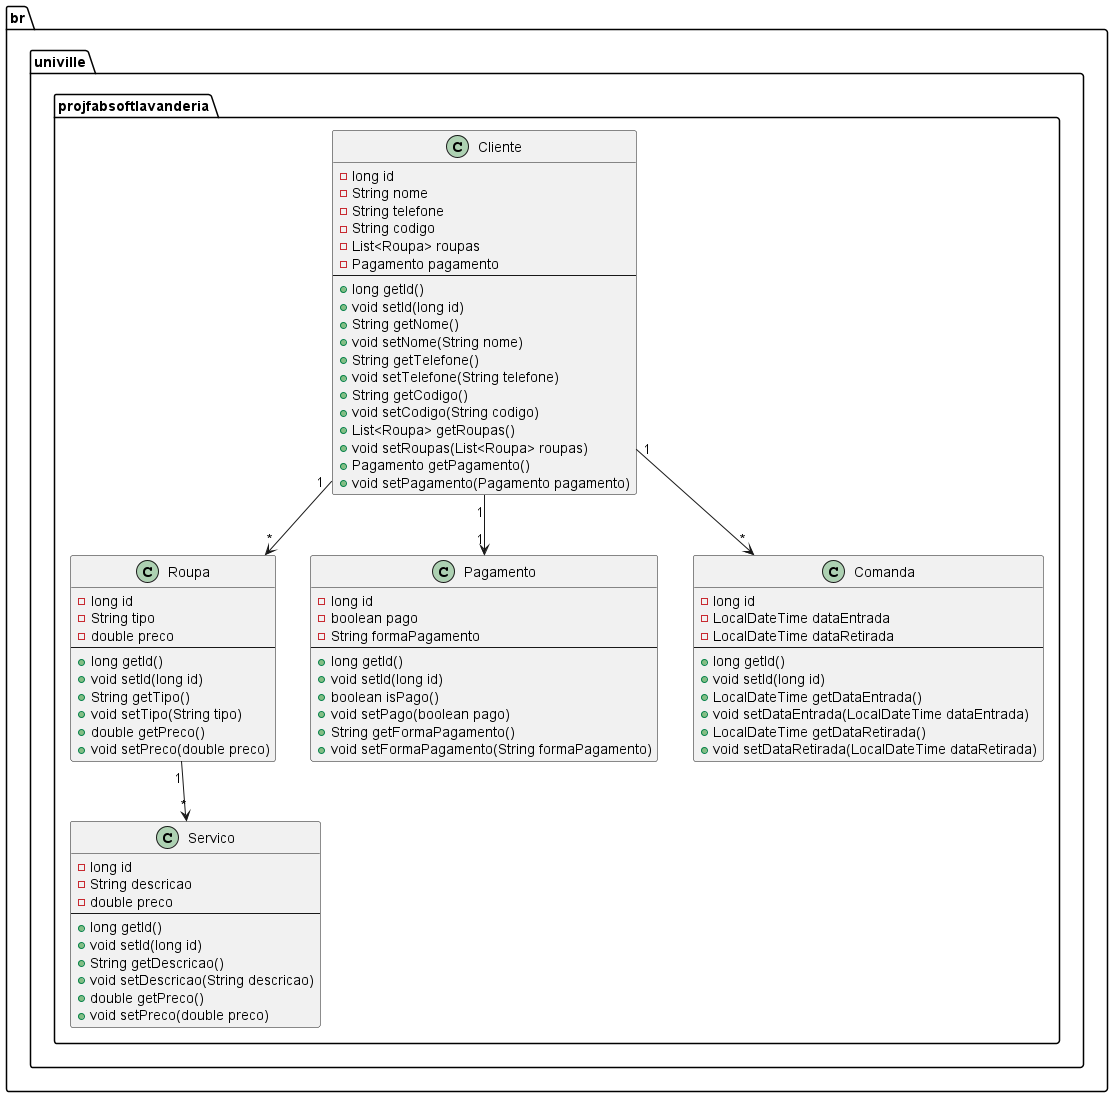 br
univille
projfabsoftlavanderia
C Cliente
long id
String nome
String telefone
String codigo
List<Roupa> roupas
Pagamento pagamento
long getId()
void setId(long id)
String getNome()
void setNome(String nome)
String getTelefone()
void setTelefone(String telefone)
String getCodigo()
void setCodigo(String codigo)
List<Roupa> getRoupas()
void setRoupas(List<Roupa> roupas)
Pagamento getPagamento()
void setPagamento(Pagamento pagamento)
1
*
1
1
1
*
C Roupa
long id
String tipo
double preco
long getId()
void setId(long id)
String getTipo()
void setTipo(String tipo)
double getPreco()
void setPreco(double preco)
C Pagamento
long id
boolean pago
String formaPagamento
long getId()
void setId(long id)
boolean isPago()
void setPago(boolean pago)
String getFormaPagamento()
void setFormaPagamento(String formaPagamento)
C Comanda
long id
LocalDateTime dataEntrada
LocalDateTime dataRetirada
long getId()
void setId(long id)
LocalDateTime getDataEntrada()
void setDataEntrada(LocalDateTime dataEntrada)
LocalDateTime getDataRetirada()
void setDataRetirada(LocalDateTime dataRetirada)
1
*
C Servico
long id
String descricao
double preco
long getId()
void setId(long id)
String getDescricao()
void setDescricao(String descricao)
double getPreco()
void setPreco(double preco)